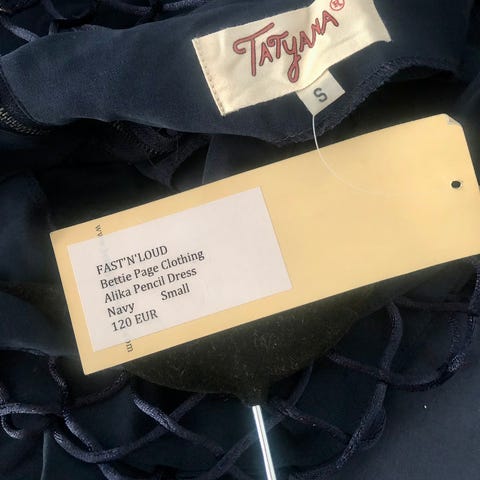 TATYANA®
S
FAST'N'LOUD
Bettie Page Clothing
Alika Pencil Dress
Navy Small
120 EUR